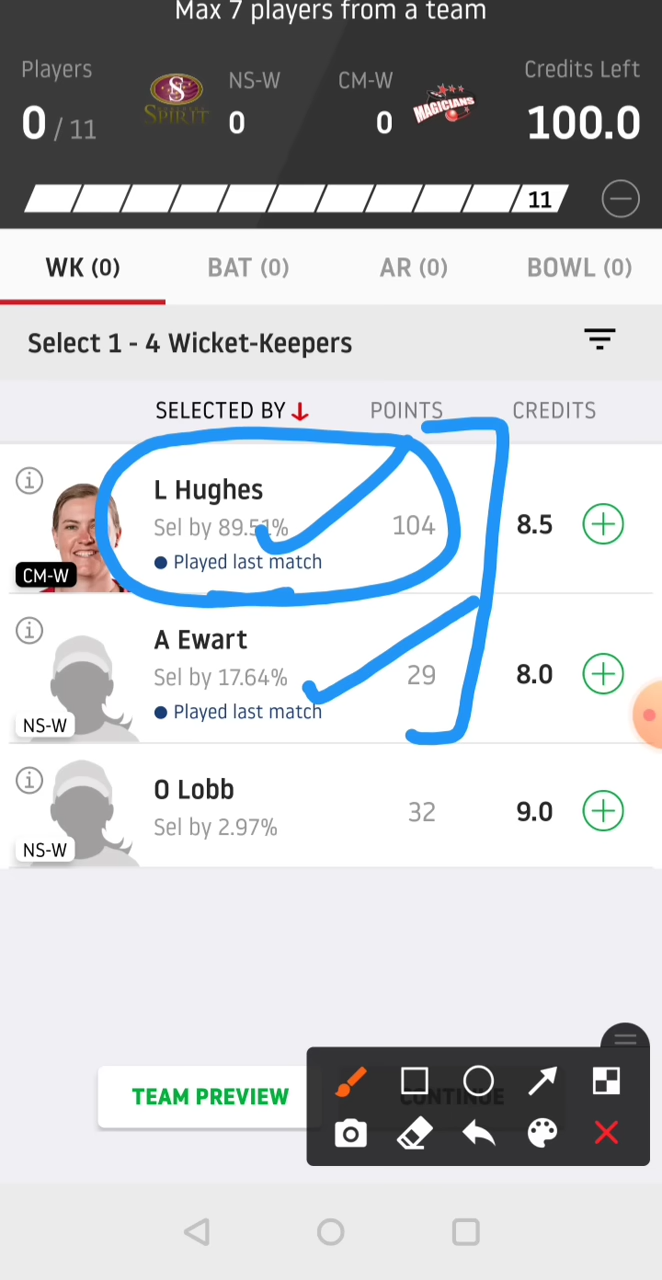 Max 7 players from a team
Players NS-W CM-W Credits Left
0 / 11 S SPIRIT 0 0 MAGICIANS 100.0
11
WK (0) BAT (0) AR (0) BOWL (0)
Select 1 - 4 Wicket-Keepers
SELECTED BY POINTS CREDITS
L Hughes
Sel by 89.51% 104 8.5
Played last match
CM-W
A Ewart
Sel by 17.64% 29 8.0
Played last match
NS-W
O Lobb
Sel by 2.97% 32 9.0
NS-W
TEAM PREVIEW CONTINUE